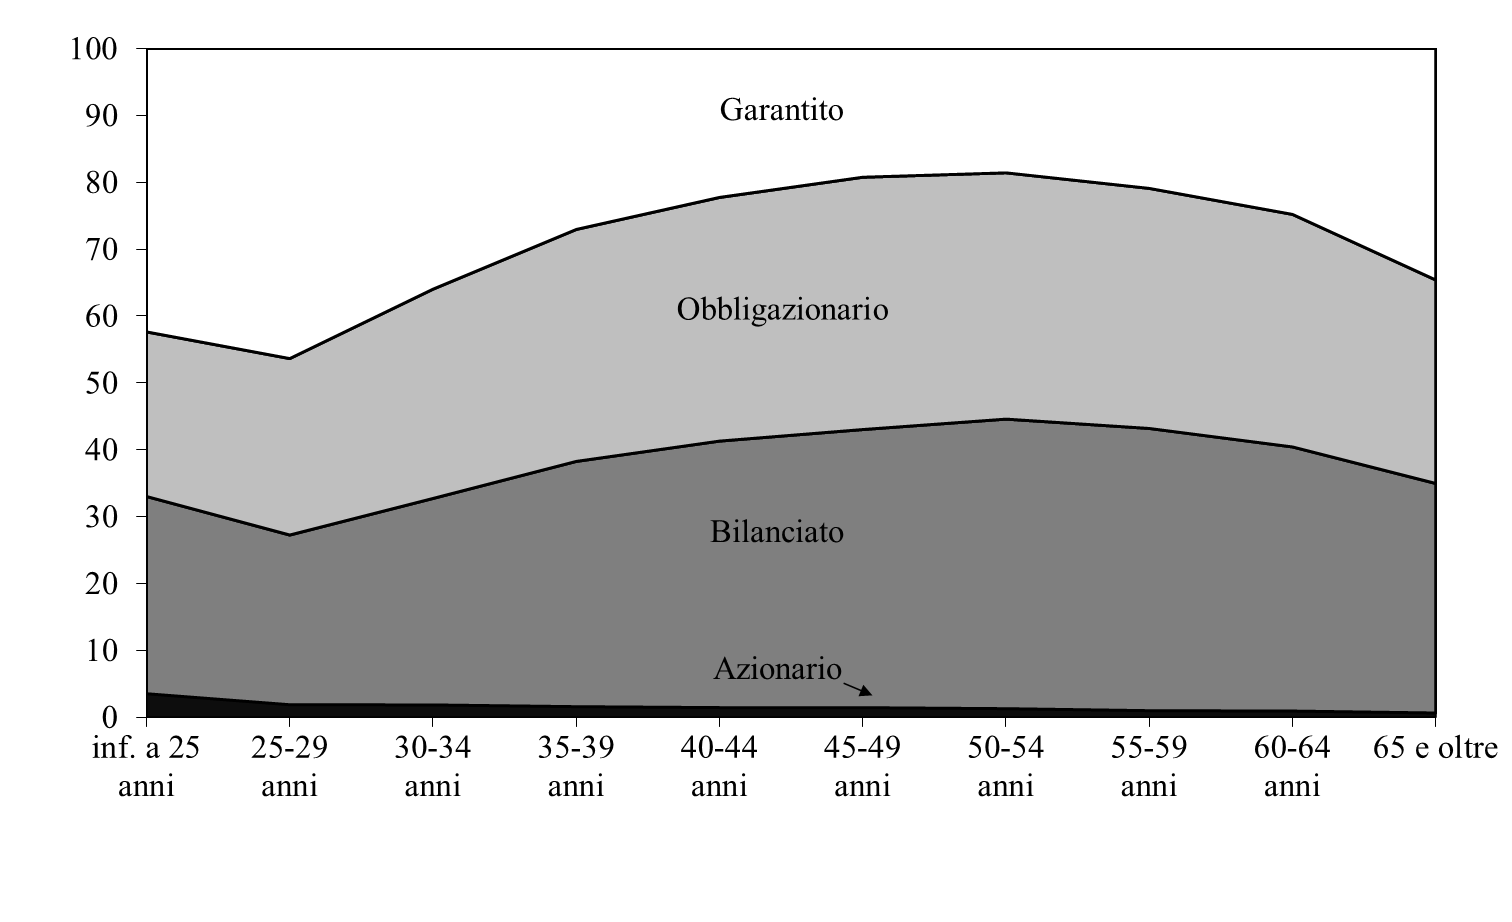 100
90
80
70
60
50
40
30
20
10
0
Garantito
Obbligazionario
Bilanciato
Azionario
inf. a 25 anni
25-29 anni
30-34 anni
35-39 anni
40-44 anni
45-49 anni
50-54 anni
55-59 anni
60-64 anni
65 e oltre